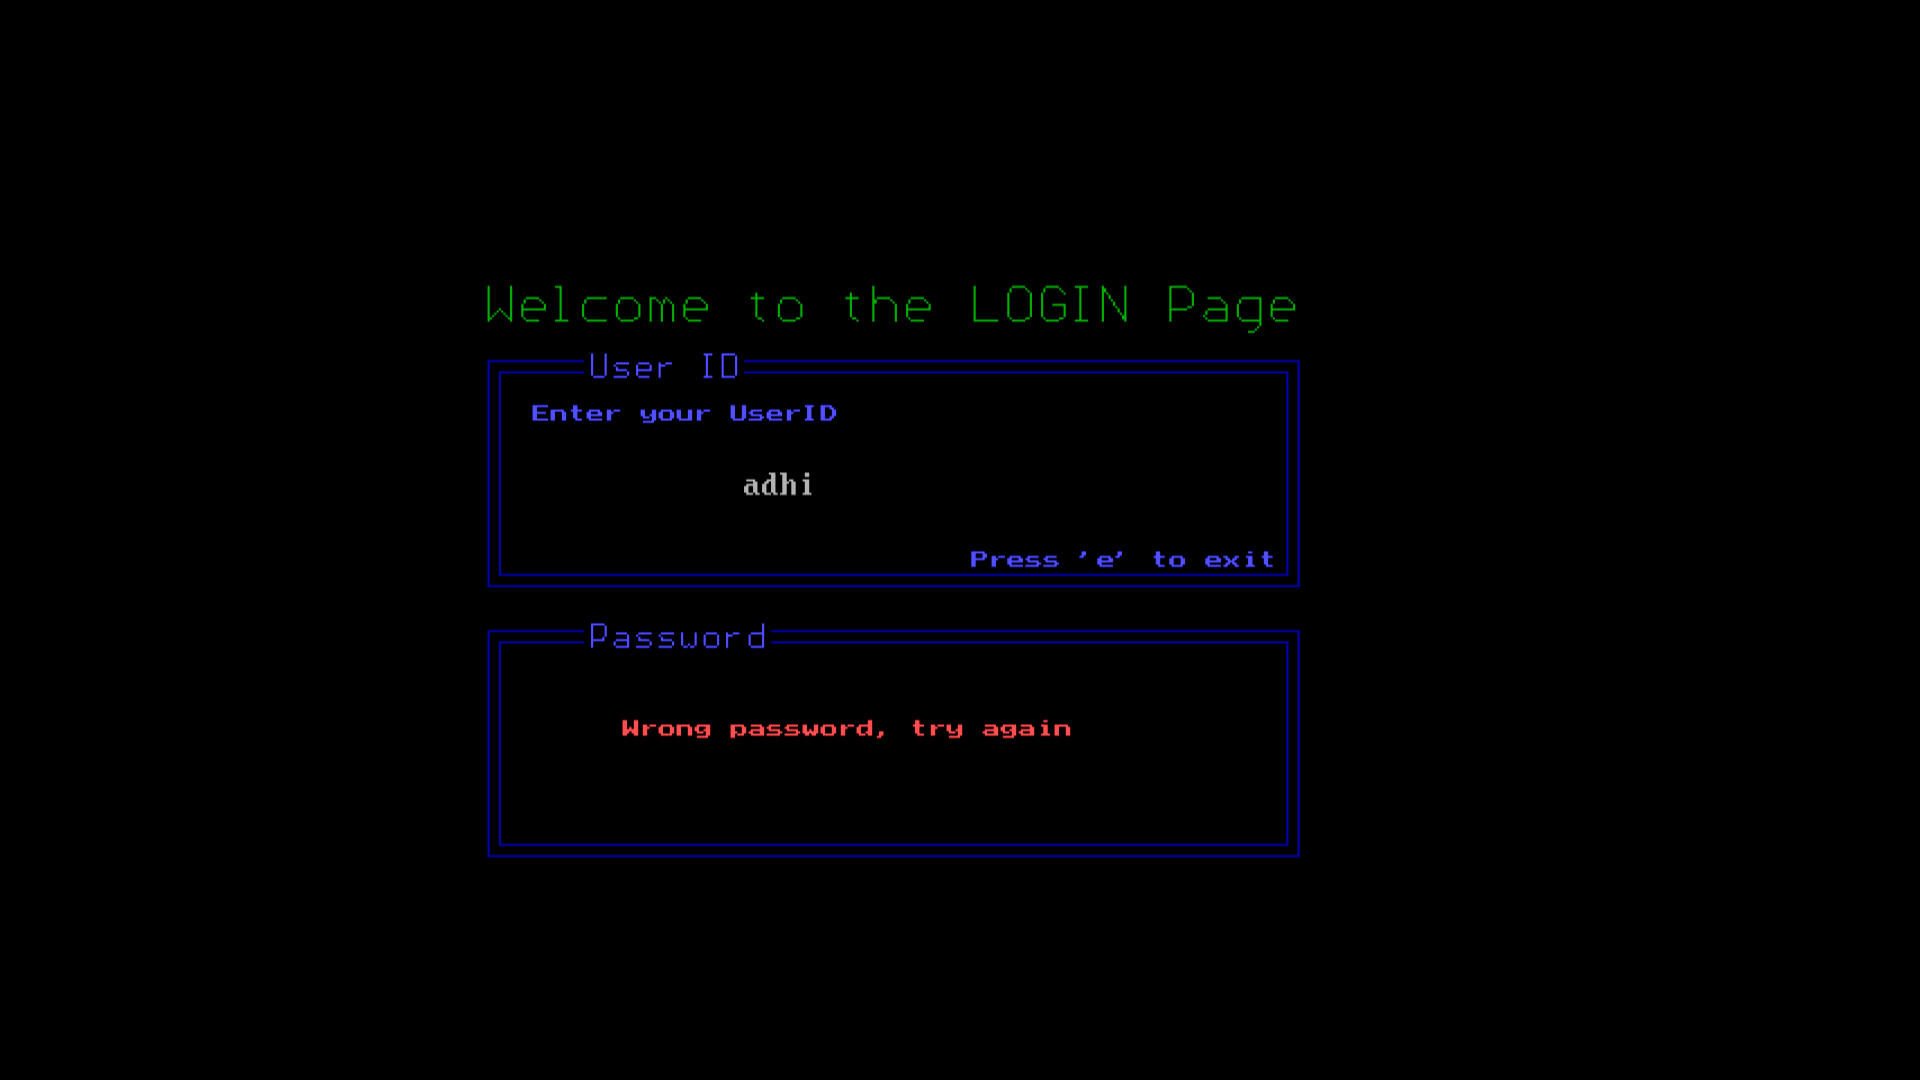 Welcome to the LOGIN Page
User ID
Enter your UserID
adhi
Press 'e' to exit
Password
Wrong password, try again